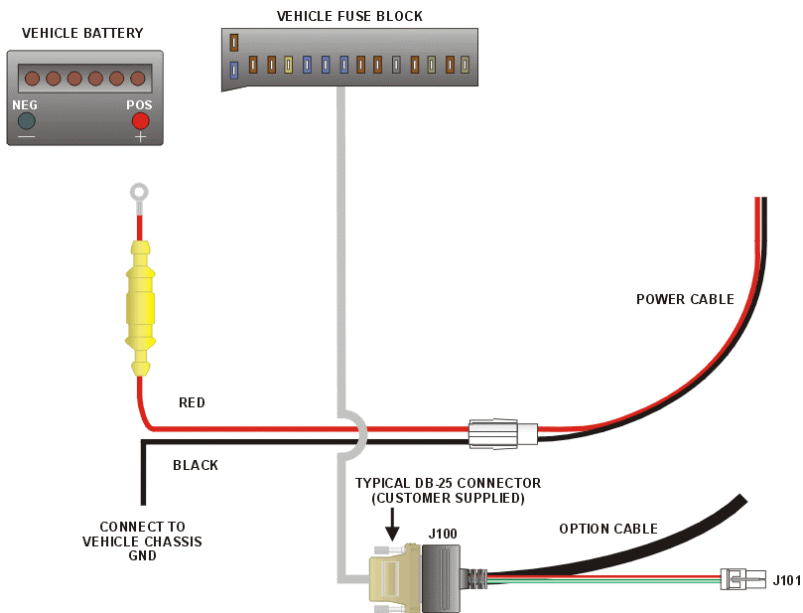 VEHICLE FUSE BLOCK
VEHICLE BATTERY
NEG
POS
—
+
POWER CABLE
RED
BLACK
TYPICAL DB-25 CONNECTOR
(CUSTOMER SUPPLIED)
CONNECT TO
VEHICLE CHASSIS
GND
J100
OPTION CABLE
J101